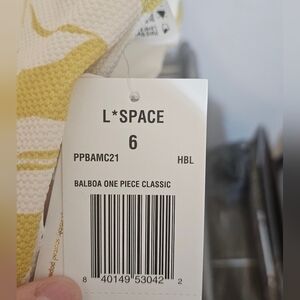 L*SPACE
6
PPBAMC21 HBL
BALBOA ONE PIECE CLASSIC
8 40149 53042 2